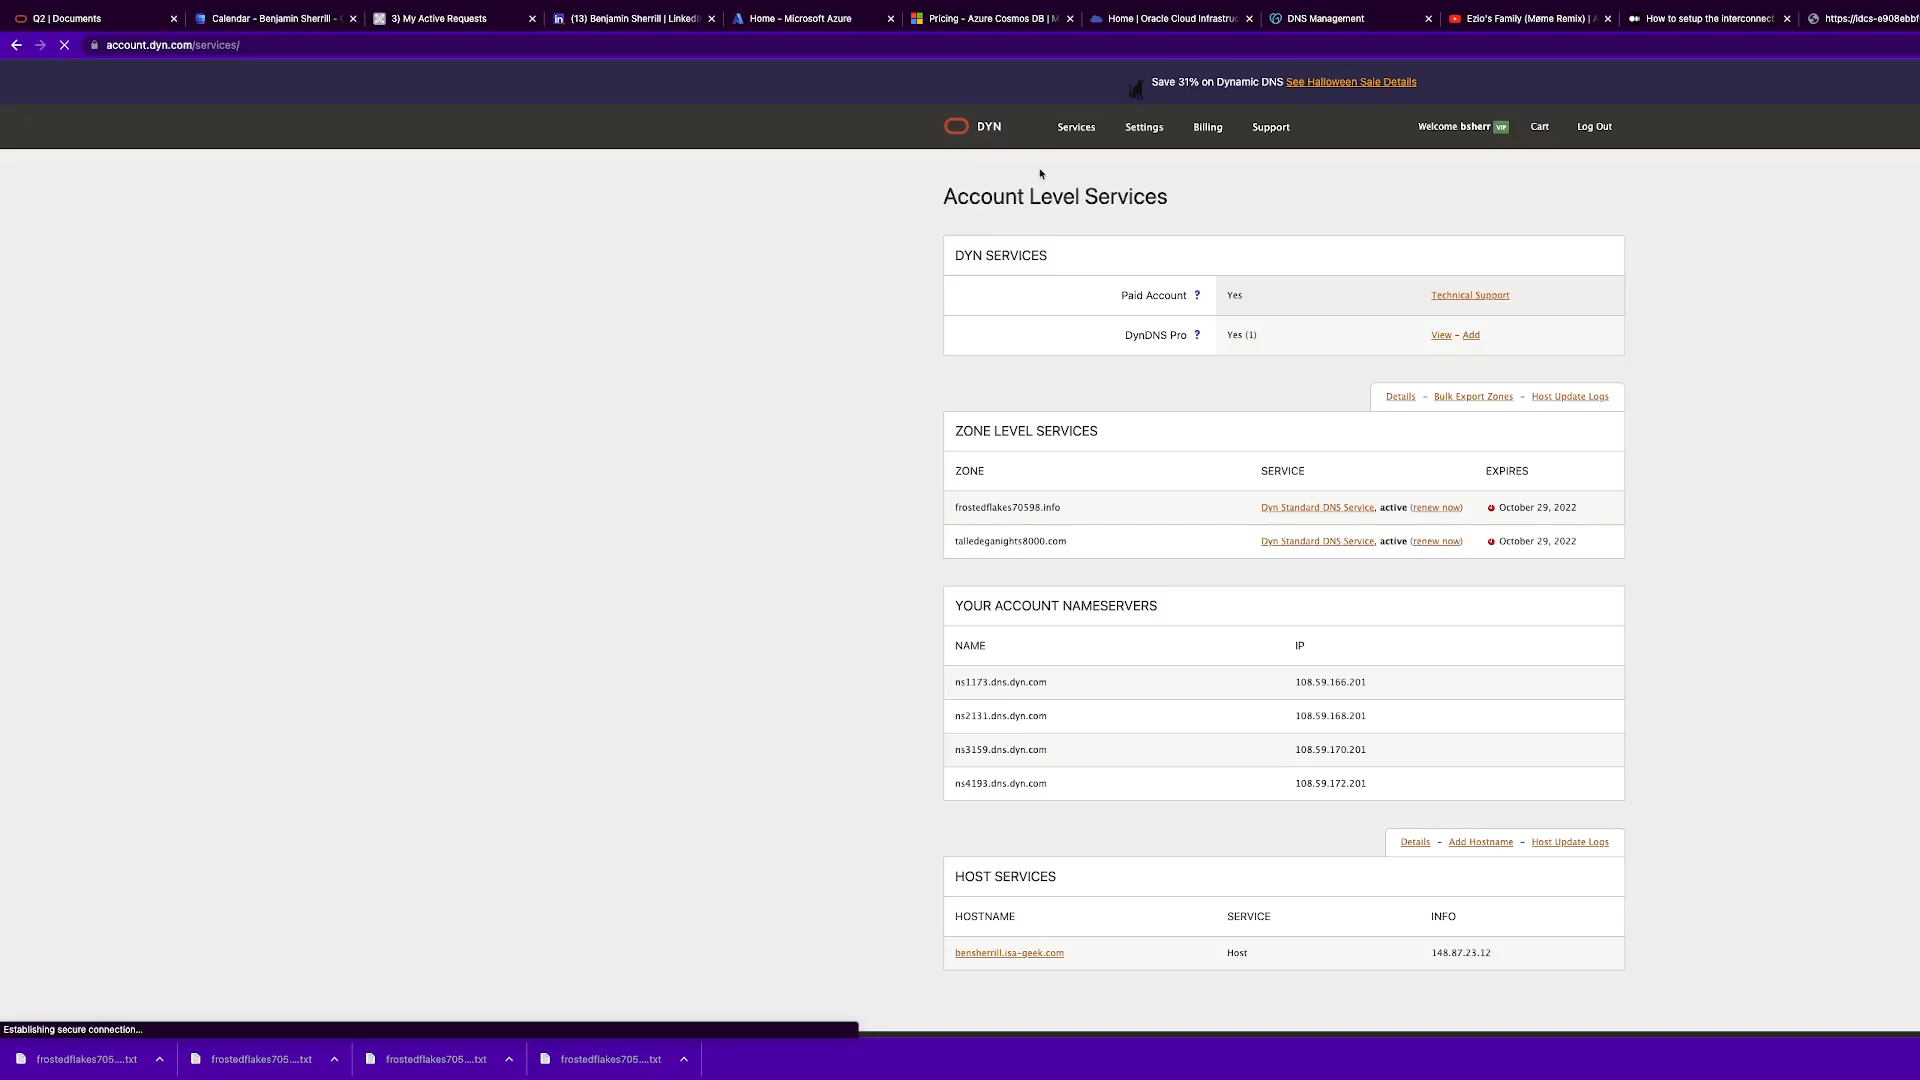 Q2 | Documents
Calendar - Benjamin Sherrill -
3) My Active Requests
(13) Benjamin Sherrill | LinkedI
Home - Microsoft Azure
Pricing - Azure Cosmos DB | M
Home | Oracle Cloud Infrastruc
DNS Management
Ezio's Family (Møme Remix) | A
How to setup the interconnect
https://idcs-e908ebbf
account.dyn.com/services/
Save 31% on Dynamic DNS See Halloween Sale Details
DYN
Services
Settings
Billing
Support
Welcome bsherr VIP
Cart
Log Out
Account Level Services
DYN SERVICES
Paid Account ? Yes Technical Support
DynDNS Pro ? Yes (1) View – Add
Details – Bulk Export Zones – Host Update Logs
ZONE LEVEL SERVICES
ZONE SERVICE EXPIRES
frostedflakes70598.info Dyn Standard DNS Service, active (renew now) October 29, 2022
talledeganights8000.com Dyn Standard DNS Service, active (renew now) October 29, 2022
YOUR ACCOUNT NAMESERVERS
NAME IP
ns1173.dns.dyn.com 108.59.166.201
ns2131.dns.dyn.com 108.59.168.201
ns3159.dns.dyn.com 108.59.170.201
ns4193.dns.dyn.com 108.59.172.201
Details – Add Hostname – Host Update Logs
HOST SERVICES
HOSTNAME SERVICE INFO
bensherrill.isa-geek.com Host 148.87.23.12
Establishing secure connection...
frostedflakes705....txt
frostedflakes705....txt
frostedflakes705....txt
frostedflakes705....txt